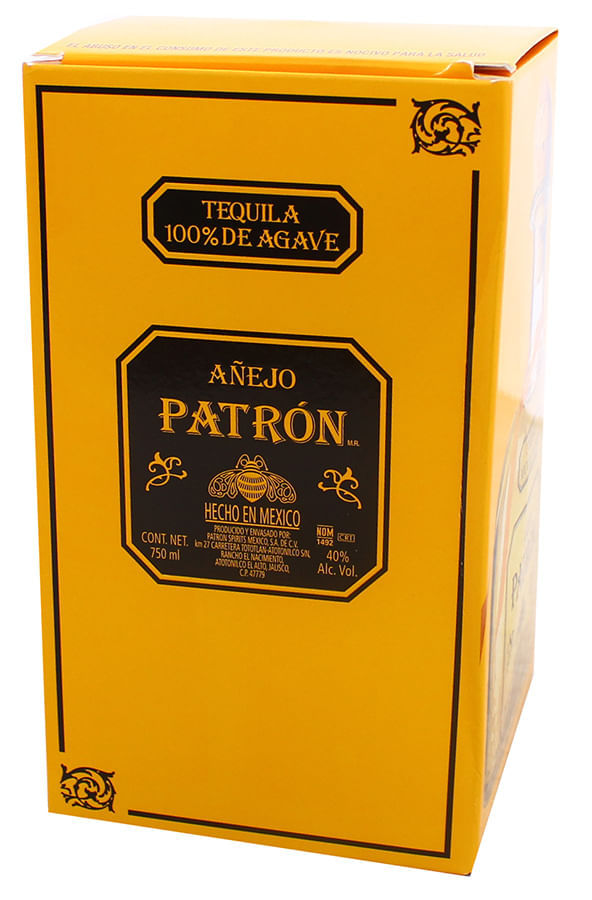 EL ABUSO EN EL CONSUMO DE ESTE PRODUCTO ES NOCIVO PARA LA SALUD
TEQUILA
100% DE AGAVE
AÑEJO
PATRÓN M.R.
HECHO EN MEXICO
PRODUCIDO Y ENVASADO POR:
PATRON SPIRITS MEXICO, S.A. DE C.V.
km 27 CARRETERA TOTOTLAN-ATOTONILCO S/N,
RANCHO EL NACIMIENTO,
ATOTONILCO EL ALTO, JALISCO,
C.P. 47779
CONT. NET.
750 ml
NOM
1492
CRT
40%
Alc. Vol.